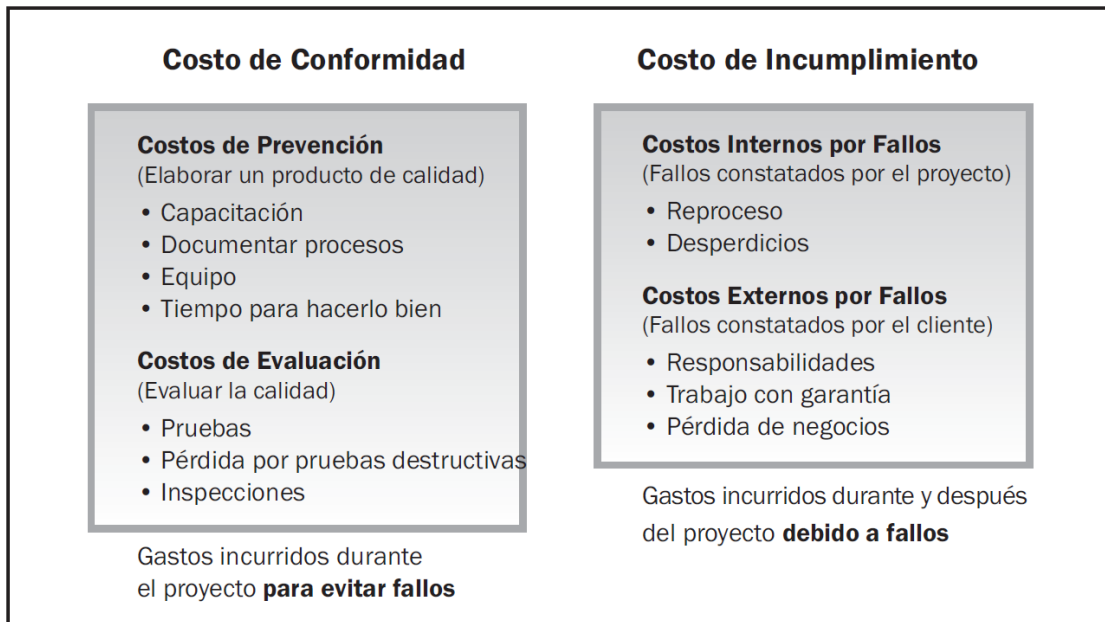 Costo de Conformidad
Costos de Prevención
(Elaborar un producto de calidad)
• Capacitación
• Documentar procesos
• Equipo
• Tiempo para hacerlo bien
Costos de Evaluación
(Evaluar la calidad)
• Pruebas
• Pérdida por pruebas destructivas
• Inspecciones
Gastos incurridos durante
el proyecto para evitar fallos
Costo de Incumplimiento
Costos Internos por Fallos
(Fallos constatados por el proyecto)
• Reproceso
• Desperdicios
Costos Externos por Fallos
(Fallos constatados por el cliente)
• Responsabilidades
• Trabajo con garantía
• Pérdida de negocios
Gastos incurridos durante y después
del proyecto debido a fallos